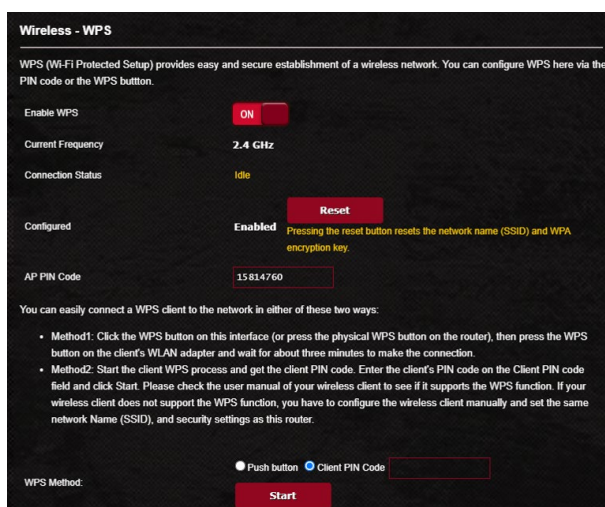 Wireless - WPS
WPS (Wi-Fi Protected Setup) provides easy and secure establishment of a wireless network. You can configure WPS here via the
PIN code or the WPS buttton.
Enable WPS ON
Current Frequency 2.4 GHz
Connection Status Idle
Reset
Configured Enabled Pressing the reset button resets the network name (SSID) and WPA
encryption key.
AP PIN Code 15814760
You can easily connect a WPS client to the network in either of these two ways:
• Method1: Click the WPS button on this interface (or press the physical WPS button on the router), then press the WPS
button on the client's WLAN adapter and wait for about three minutes to make the connection.
• Method2: Start the client WPS process and get the client PIN code. Enter the client's PIN code on the Client PIN code
field and click Start. Please check the user manual of your wireless client to see if it supports the WPS function. If your
wireless client does not support the WPS function, you have to configure the wireless client manually and set the same
network Name (SSID), and security settings as this router.
Push button Client PIN Code
WPS Method:
Start